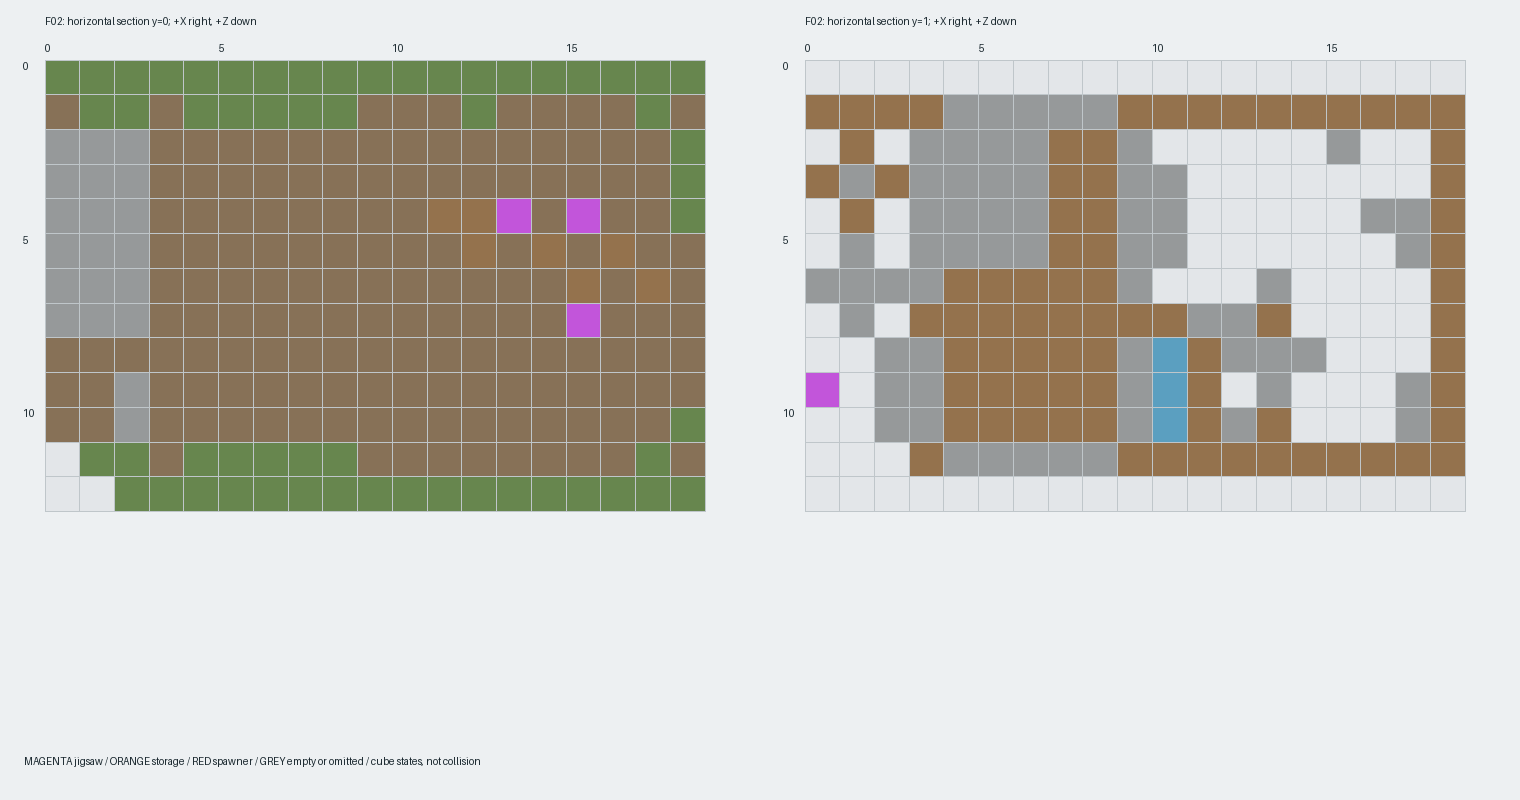 F02: horizontal section y=0; +X right, +Z down
F02: horizontal section y=1; +X right, +Z down
0 5 10 15
0 5 10 15
0 0
5 5
10 10
MAGENTA jigsaw / ORANGE storage / RED spawner / GREY empty or omitted / cube states, not collision